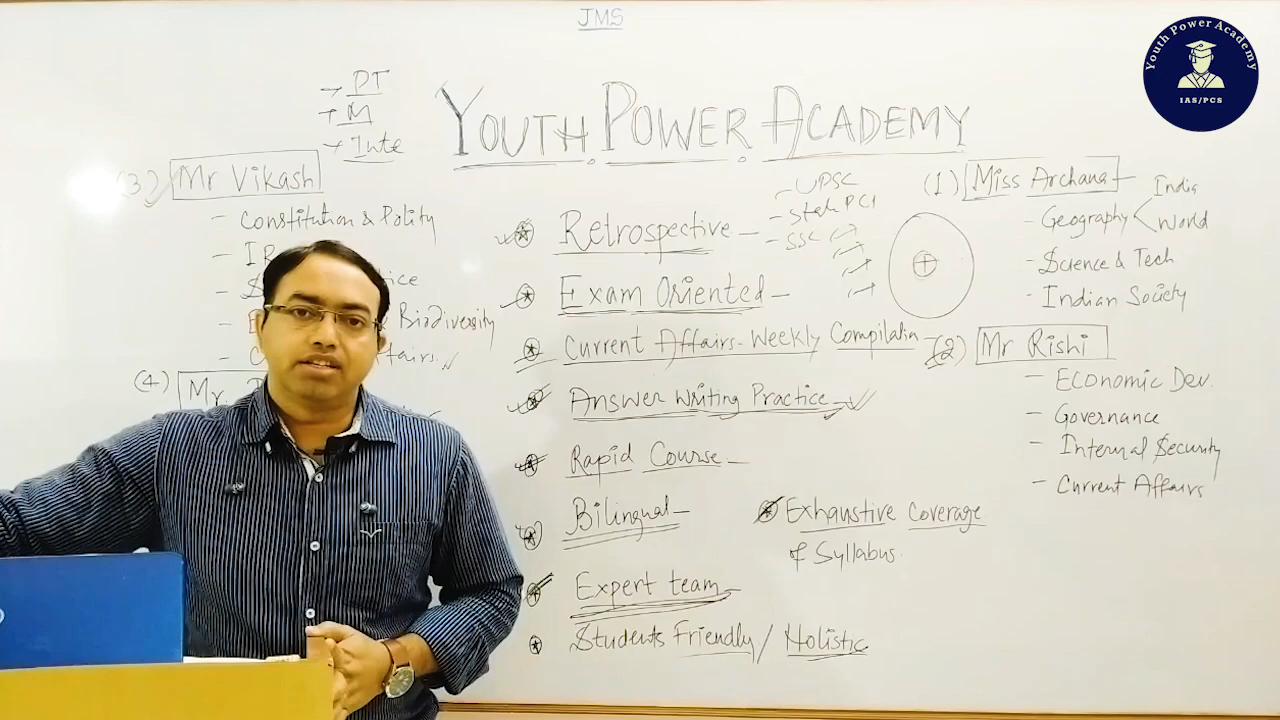 JMS
Youth Power Academy
IAS/PCS
→ PT
→ M
→ Inte
YOUTH POWER ACADEMY
(3) Mr Vikash
- Constitution & Polity
- IR
Biodiversity
(4) Mr.
Retrospective -
- UPSC
- State PCS
- SSC
Exam Oriented -
Current Affairs - Weekly Compilation
Answer Writing Practice
Rapid Course -
Bilingual -
Expert team
Students Friendly / Holistic
Exhaustive Coverage
of Syllabus.
(1) Miss Archana
- Geography India
World
- Science & Tech
- Indian Society
(2) Mr Rishi
- Economic Dev.
- Governance
- Internal Security
- Current Affairs